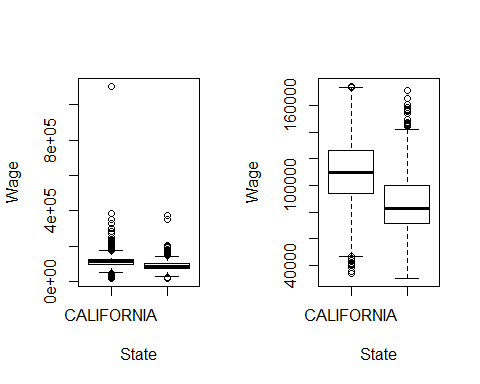 Wage
0e+00
4e+05
8e+05
CALIFORNIA
State
Wage
40000
100000
160000
CALIFORNIA
State